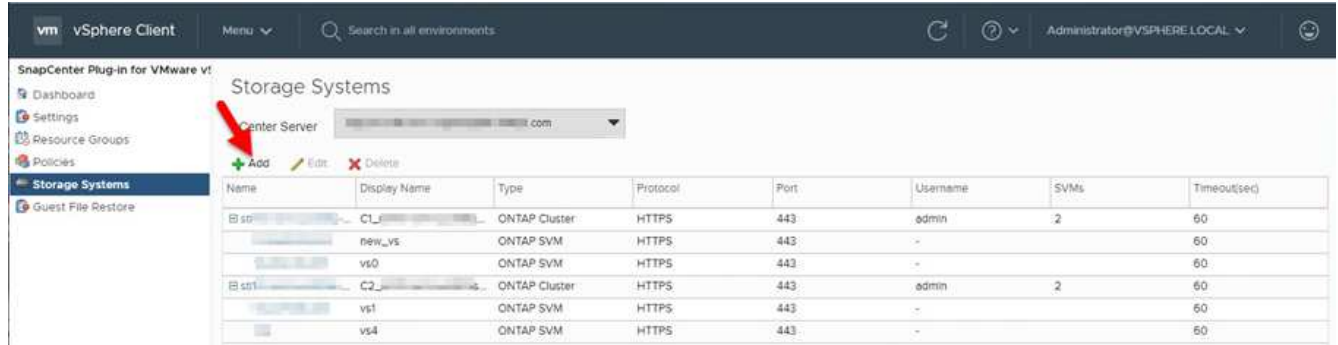 vm vSphere Client Menu Search in all environments Administrator@VSPHERE.LOCAL
SnapCenter Plug-in for VMware vS
Dashboard
Settings
Resource Groups
Policies
Storage Systems
Guest File Restore
Storage Systems
Center Server com
Add Edit Delete
Name Display Name Type Protocol Port Username SVMs Timeout(sec)
C1_ ONTAP Cluster HTTPS 443 admin 2 60
new_vs ONTAP SVM HTTPS 443 - 60
vs0 ONTAP SVM HTTPS 443 - 60
C2_ ONTAP Cluster HTTPS 443 admin 2 60
vs1 ONTAP SVM HTTPS 443 - 60
vs4 ONTAP SVM HTTPS 443 - 60